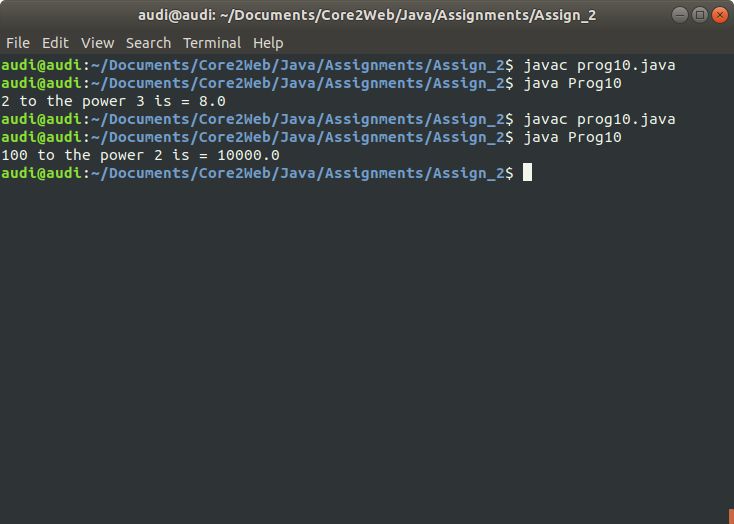 audi@audi: ~/Documents/Core2Web/Java/Assignments/Assign_2
File Edit View Search Terminal Help
audi@audi:~/Documents/Core2Web/Java/Assignments/Assign_2$ javac prog10.java
audi@audi:~/Documents/Core2Web/Java/Assignments/Assign_2$ java Prog10
2 to the power 3 is = 8.0
audi@audi:~/Documents/Core2Web/Java/Assignments/Assign_2$ javac prog10.java
audi@audi:~/Documents/Core2Web/Java/Assignments/Assign_2$ java Prog10
100 to the power 2 is = 10000.0
audi@audi:~/Documents/Core2Web/Java/Assignments/Assign_2$